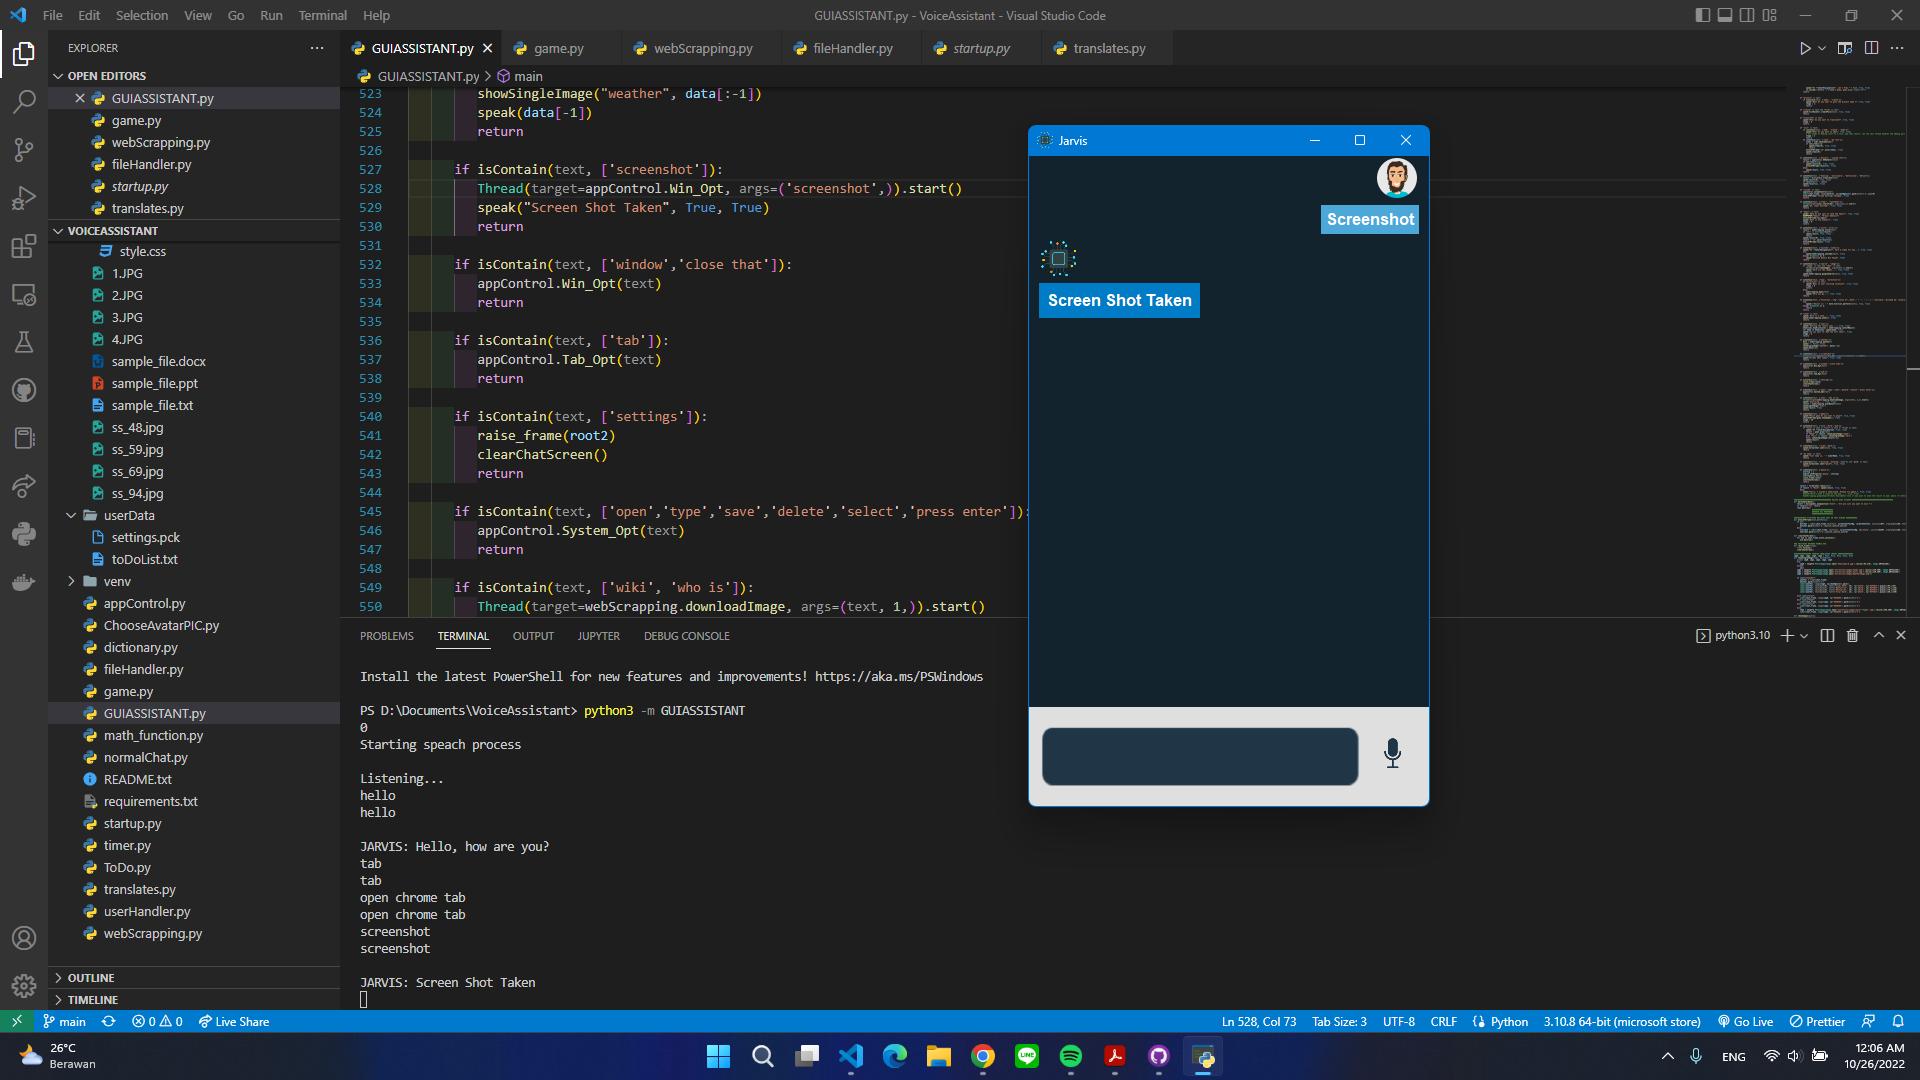 File Edit Selection View Go Run Terminal Help
GUIASSISTANT.py - VoiceAssistant - Visual Studio Code
EXPLORER
OPEN EDITORS
GUIASSISTANT.py
game.py
webScrapping.py
fileHandler.py
startup.py
translates.py
VOICEASSISTANT
style.css
1.JPG
2.JPG
3.JPG
4.JPG
sample_file.docx
sample_file.ppt
sample_file.txt
ss_48.jpg
ss_59.jpg
ss_69.jpg
ss_94.jpg
userData
settings.pck
toDoList.txt
venv
appControl.py
ChooseAvatarPIC.py
dictionary.py
fileHandler.py
game.py
GUIASSISTANT.py
math_function.py
normalChat.py
README.txt
requirements.txt
startup.py
timer.py
ToDo.py
translates.py
userHandler.py
webScrapping.py
OUTLINE
TIMELINE
GUIASSISTANT.py game.py webScrapping.py fileHandler.py startup.py translates.py
GUIASSISTANT.py > main
523 showSingleImage("weather", data[:-1])
524 speak(data[-1])
525 return
526
527 if isContain(text, ['screenshot']):
528 Thread(target=appControl.Win_Opt, args=('screenshot',)).start()
529 speak("Screen Shot Taken", True, True)
530 return
531
532 if isContain(text, ['window','close that']):
533 appControl.Win_Opt(text)
534 return
535
536 if isContain(text, ['tab']):
537 appControl.Tab_Opt(text)
538 return
539
540 if isContain(text, ['settings']):
541 raise_frame(root2)
542 clearChatScreen()
543 return
544
545 if isContain(text, ['open','type','save','delete','select','press enter']):
546 appControl.System_Opt(text)
547 return
548
549 if isContain(text, ['wiki', 'who is']):
550 Thread(target=webScrapping.downloadImage, args=(text, 1,)).start()
PROBLEMS TERMINAL OUTPUT JUPYTER DEBUG CONSOLE
python3.10
Install the latest PowerShell for new features and improvements! https://aka.ms/PSWindows
PS D:\Documents\VoiceAssistant> python3 -m GUIASSISTANT
0
Starting speach process
Listening...
hello
hello
JARVIS: Hello, how are you?
tab
tab
open chrome tab
open chrome tab
screenshot
screenshot
JARVIS: Screen Shot Taken
Jarvis
Screenshot
Screen Shot Taken
main 0 0 Live Share
Ln 528, Col 73 Tab Size: 3 UTF-8 CRLF Python 3.10.8 64-bit (microsoft store) Go Live Prettier
26°C
Berawan
LINE
ENG
12:06 AM
10/26/2022